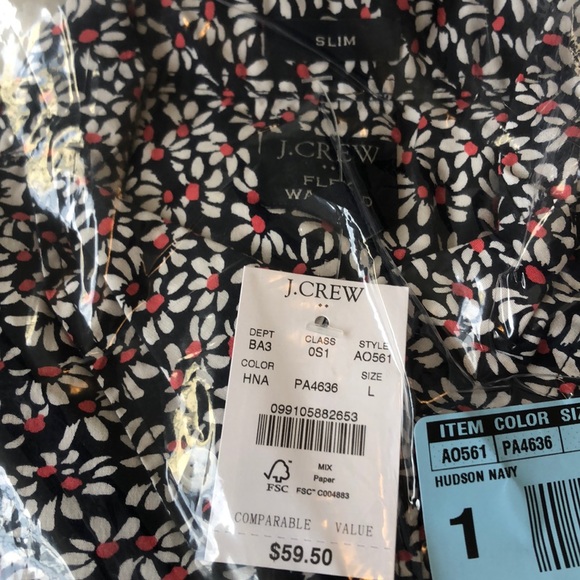 SLIM
J.CREW
J.CREW
DEPT CLASS STYLE
BA3 0S1 AO561
COLOR SIZE
HNA PA4636 L
099105882653
MIX
Paper
FSC
FSC® C004883
COMPARABLE VALUE
$59.50
ITEM COLOR
AO561 PA4636
HUDSON NAVY
1